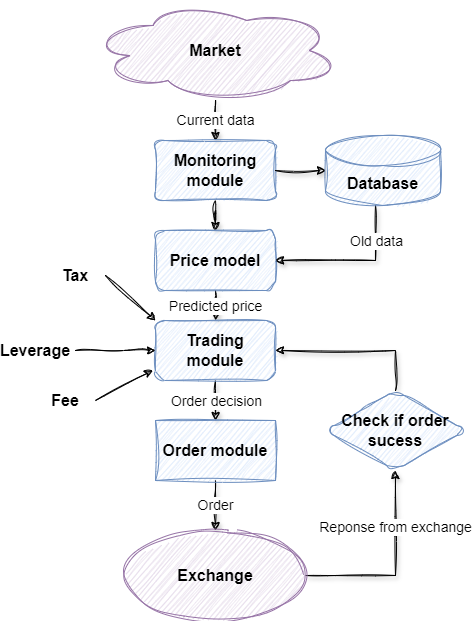 Market
Current data
Monitoring
module
Database
Old data
Price model
Predicted price
Tax
Trading
module
Leverage
Fee
Order decision
Check if order
sucess
Order module
Order
Reponse from exchange
Exchange